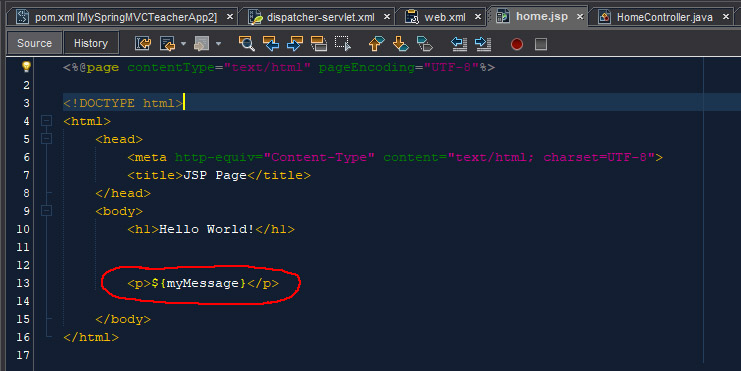 pom.xml [MySpringMVCTeacherApp2] dispatcher-servlet.xml web.xml home.jsp HomeController.java
Source History
<%@page contentType="text/html" pageEncoding="UTF-8"%>
2
3 <!DOCTYPE html>
4 <html>
5 <head>
6 <meta http-equiv="Content-Type" content="text/html; charset=UTF-8">
7 <title>JSP Page</title>
8 </head>
9 <body>
10 <h1>Hello World!</h1>
11
12
13 <p>${myMessage}</p>
14
15 </body>
16 </html>
17